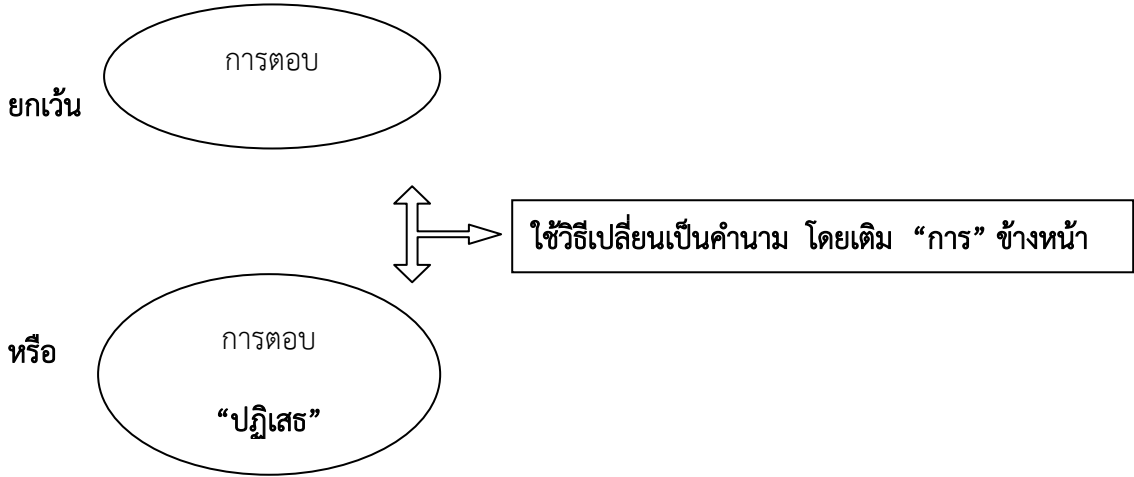 การตอบ
ยกเว้น
ใช้วิธีเปลี่ยนเป็นคำนาม โดยเติม “การ” ข้างหน้า
การตอบ
หรือ
“ปฏิเสธ”